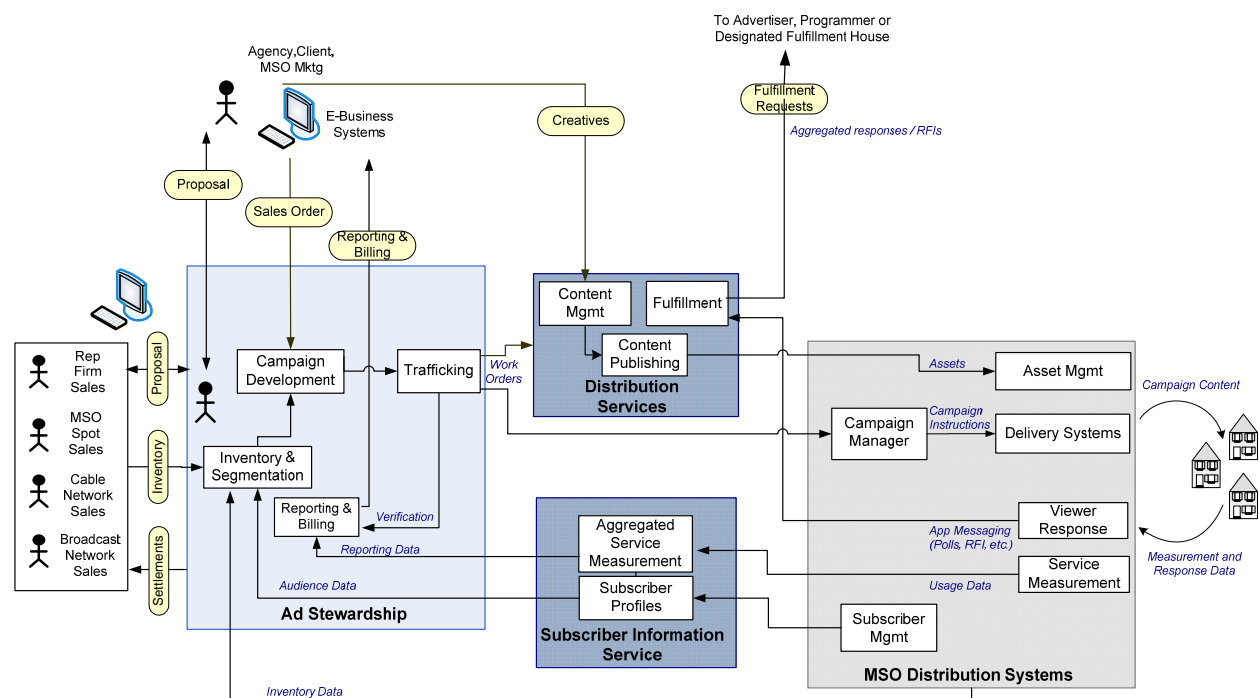 To Advertiser, Programmer or
Designated Fulfillment House
Agency,Client,
MSO Mktg
E-Business
Systems
Fulfillment
Requests
Creatives
Aggregated responses / RFIs
Proposal
Sales Order
Reporting &
Billing
Content
Mgmt
Fulfillment
Content
Publishing
Distribution
Services
Rep
Firm
Sales
MSO
Spot
Sales
Cable
Network
Sales
Broadcast
Network
Sales
Proposal
Inventory
Settlements
Campaign
Development
Trafficking
Work
Orders
Inventory &
Segmentation
Reporting &
Billing
Verification
Reporting Data
Audience Data
Ad Stewardship
Inventory Data
Aggregated
Service
Measurement
Subscriber
Profiles
Subscriber Information
Service
Assets
Asset Mgmt
Campaign
Manager
Campaign
Instructions
Delivery Systems
Viewer
Response
App Messaging
(Polls, RFI, etc.)
Service
Measurement
Usage Data
Subscriber
Mgmt
MSO Distribution Systems
Campaign Content
Measurement and
Response Data